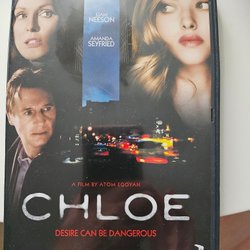 LIAM
NEESON
AMANDA
SEYFRIED
A FILM BY ATOM EGOYAN
CHLOE
DESIRE CAN BE DANGEROUS